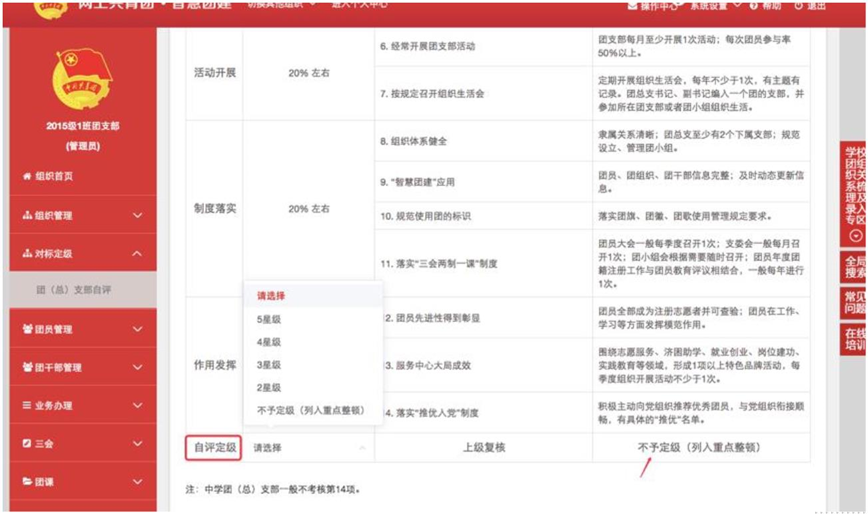 网上共青团·智慧团建
切换其他组织
进入个人中心
操作中心
系统设置
帮助
退出
2015级1班团支部
(管理员)
组织首页
组织管理
对标定级
团（总）支部自评
团员管理
团干部管理
业务办理
三会
团课
活动开展
20% 左右
6. 经常开展团支部活动
团支部每月至少开展1次活动；每次团员参与率
50%以上。
7. 按规定召开组织生活会
定期开展组织生活会，每年不少于1次，有主题有
记录。团总支书记、副书记编入一个团的支部，并
参加所在团支部或者团小组组织生活。
制度落实
20% 左右
8. 组织体系健全
隶属关系清晰；团总支至少有2个下属支部；规范
设立、管理团小组。
9. “智慧团建”应用
团员、团组织、团干部信息完整；及时动态更新信
息。
10. 规范使用团的标识
落实团旗、团徽、团歌使用管理规定要求。
11. 落实“三会两制一课”制度
团员大会一般每季度召开1次；支委会一般每月召
开1次；团小组会根据需要随时召开；团员年度团
籍注册工作与团员教育评议相结合，一般每年进行
1次。
作用发挥
请选择
5星级
4星级
3星级
2星级
不予定级（列入重点整顿）
2. 团员先进性得到彰显
团员全部成为注册志愿者并可查验；团员在工作、
学习等方面发挥模范作用。
3. 服务中心大局成效
围绕志愿服务、济困助学、就业创业、岗位建功、
实践教育等领域，形成1项以上特色品牌活动，每
季度组织开展活动不少于1次。
4. 落实“推优入党”制度
积极主动向党组织推荐优秀团员，与党组织衔接顺
畅，有具体的“推优”名单。
自评定级
请选择
上级复核
不予定级（列入重点整顿）
注：中学团（总）支部一般不考核第14项。
学校
团组
织关
系梳
理及
录入
专区
全局
搜索
常见
问题
在线
培训